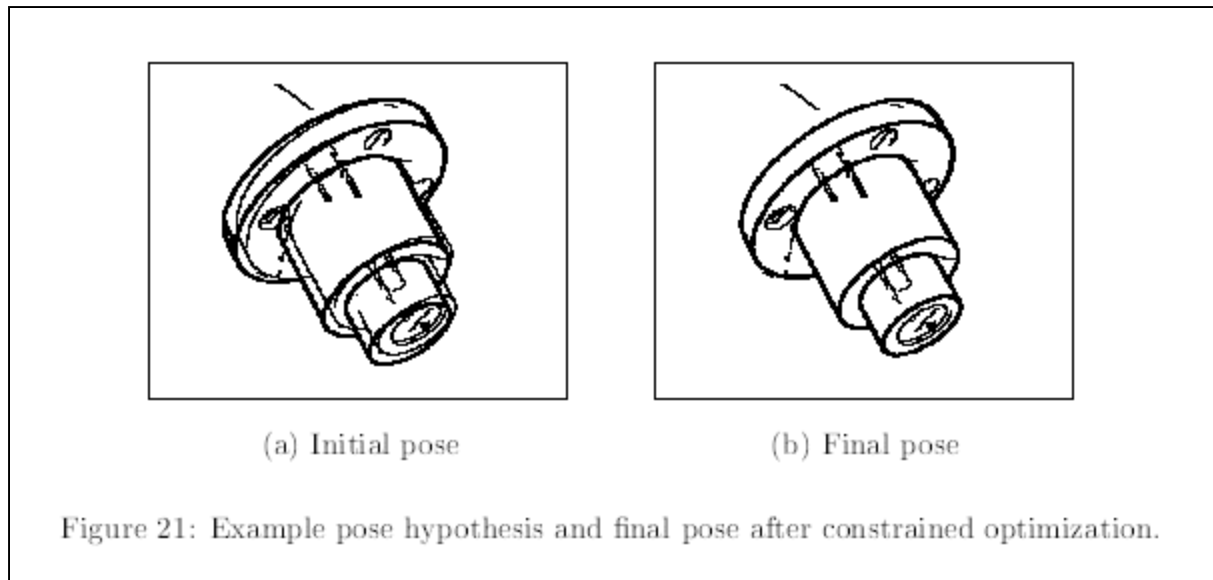 (a) Initial pose
(b) Final pose
Figure 21: Example pose hypothesis and final pose after constrained optimization.